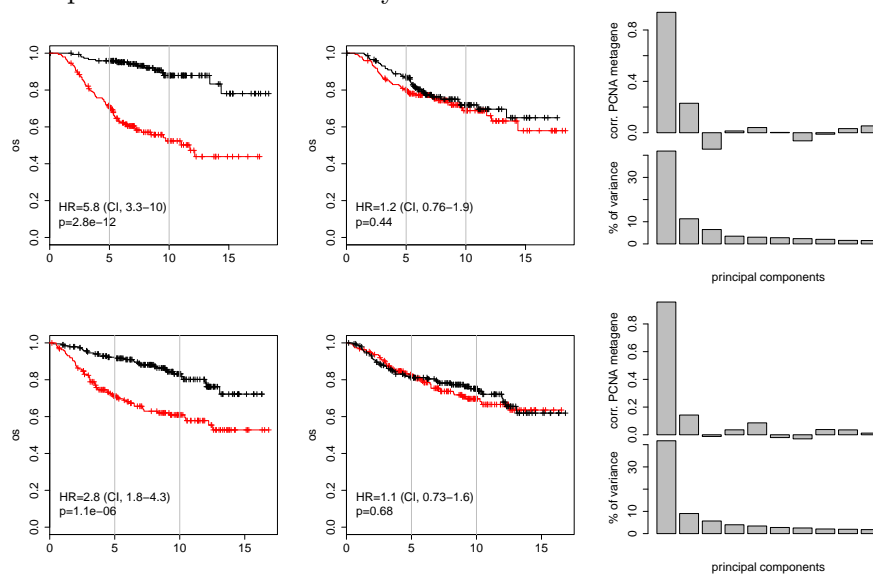 1.0
0.8
0.6
0.4
0.2
0.0
os
HR=5.8 (CI, 3.3−10)
p=2.8e−12
0 5 10 15
1.0
0.8
0.6
0.4
0.2
0.0
os
HR=1.2 (CI, 0.76−1.9)
p=0.44
0 5 10 15
0.8
0.4
0.0
corr. PCNA metagene
30
10
0
% of variance
principal components
1.0
0.8
0.6
0.4
0.2
0.0
os
HR=2.8 (CI, 1.8−4.3)
p=1.1e−06
0 5 10 15
1.0
0.8
0.6
0.4
0.2
0.0
os
HR=1.1 (CI, 0.73−1.6)
p=0.68
0 5 10 15
0.8
0.4
0.0
corr. PCNA metagene
30
10
0
% of variance
principal components